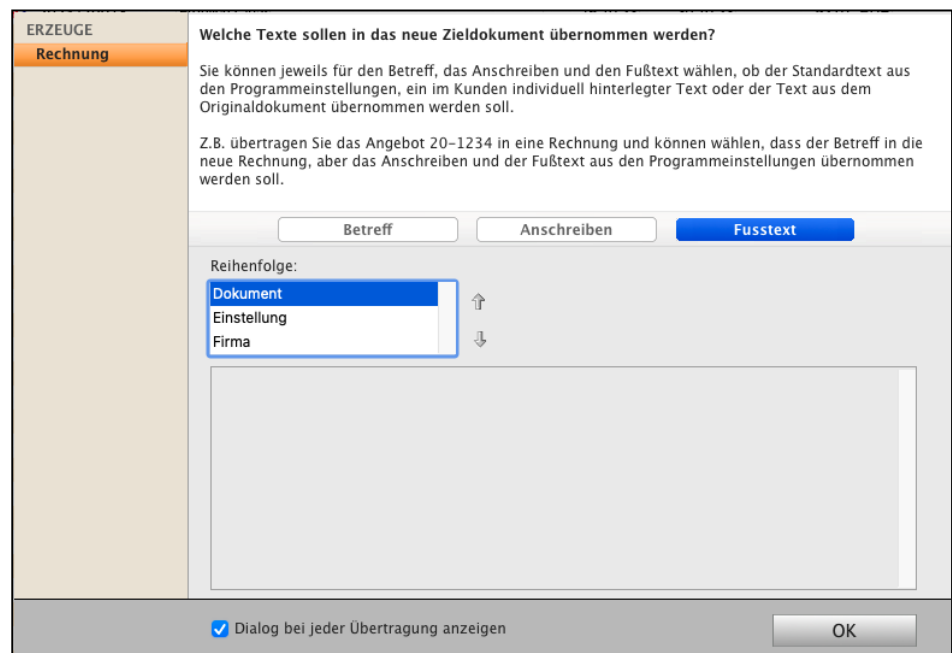 ERZEUGE
Rechnung
Welche Texte sollen in das neue Zieldokument übernommen werden?
Sie können jeweils für den Betreff, das Anschreiben und den Fußtext wählen, ob der Standardtext aus
den Programmeinstellungen, ein im Kunden individuell hinterlegter Text oder der Text aus dem
Originaldokument übernommen werden soll.
Z.B. übertragen Sie das Angebot 20-1234 in eine Rechnung und können wählen, dass der Betreff in die
neue Rechnung, aber das Anschreiben und der Fußtext aus den Programmeinstellungen übernommen
werden soll.
Betreff
Anschreiben
Fusstext
Reihenfolge:
Dokument
Einstellung
Firma
Dialog bei jeder Übertragung anzeigen
OK